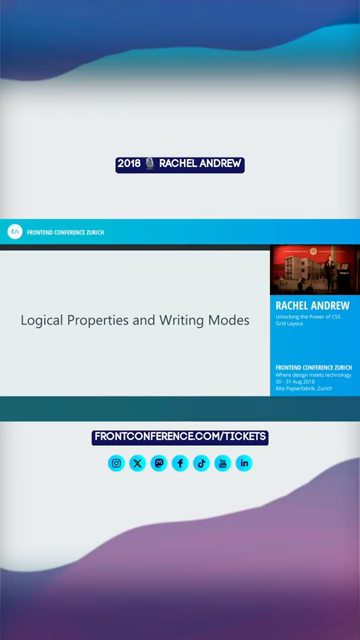 2018 🎙 RACHEL ANDREW
FRONTEND CONFERENCE ZURICH
Logical Properties and Writing Modes
RACHEL ANDREW
Unlocking the Power of CSS
Grid Layout
FRONTEND CONFERENCE ZURICH
Where design meets technology
30 - 31 Aug 2018
Alte Papierfabrik, Zurich
FRONTCONFERENCE.COM/TICKETS